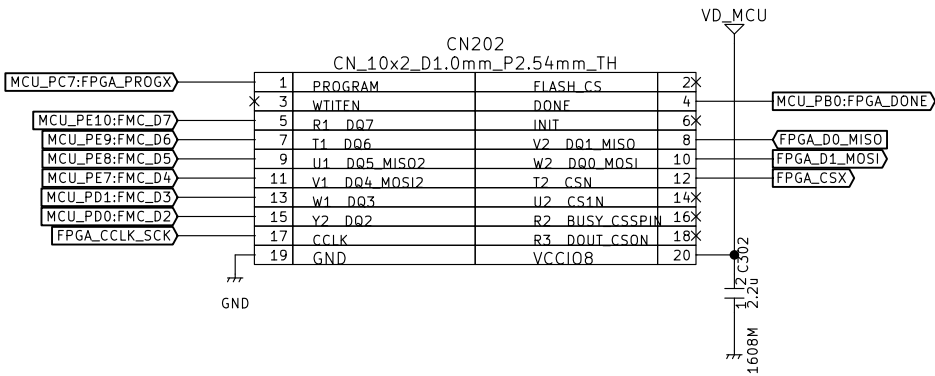 VD_MCU
CN202
CN_10x2_D1.0mm_P2.54mm_TH
MCU_PC7:FPGA_PROGX 1 PROGRAM FLASH_CS 2
3 WTITEN DONE 4 MCU_PB0:FPGA_DONE
MCU_PE10:FMC_D7 5 R1 DQ7 INIT 6
MCU_PE9:FMC_D6 7 T1 DQ6 V2 DQ1_MISO 8 FPGA_D0_MISO
MCU_PE8:FMC_D5 9 U1 DQ5_MISO2 W2 DQ0_MOSI 10 FPGA_D1_MOSI
MCU_PE7:FMC_D4 11 V1 DQ4_MOSI2 T2 CSN 12 FPGA_CSX
MCU_PD1:FMC_D3 13 W1 DQ3 U2 CS1N 14
MCU_PD0:FMC_D2 15 Y2 DQ2 R2 BUSY_CSSPIN 16
FPGA_CCLK_SCK 17 CCLK R3 DOUT_CSON 18
19 GND VCCIO8 20
GND
1 2
C302
2.2u
1608M